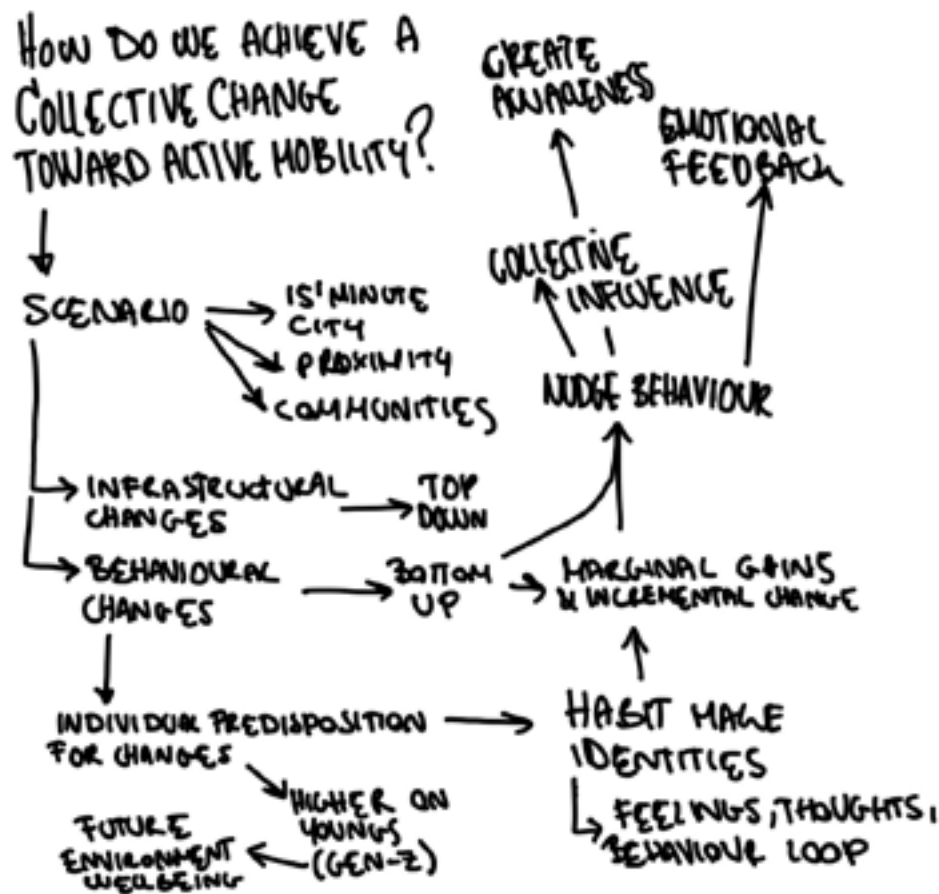 HOW DO WE ACHIEVE A
COLLECTIVE CHANGE
TOWARD ACTIVE MOBILITY?
CREATE
AWARENESS
EMOTIONAL
FEEDBACK
COLLECTIVE
INFLUENCE
SCENARIO
15'MINUTE
CITY
PROXIMITY
COMMUNITIES
NUDGE BEHAVIOUR
INFRASTRUCTURAL
CHANGES
TOP
DOWN
BEHAVIOURAL
CHANGES
BOTTOM
UP
MARGINAL GAINS
& INCREMENTAL CHANGE
INDIVIDUAL PREDISPOSITION
FOR CHANGES
HABIT MAKE
IDENTITIES
HIGHER ON
YOUNGS
(GEN-Z)
FUTURE
ENVIRONMENT
WELLBEING
FEELINGS, THOUGHTS,
BEHAVIOUR LOOP